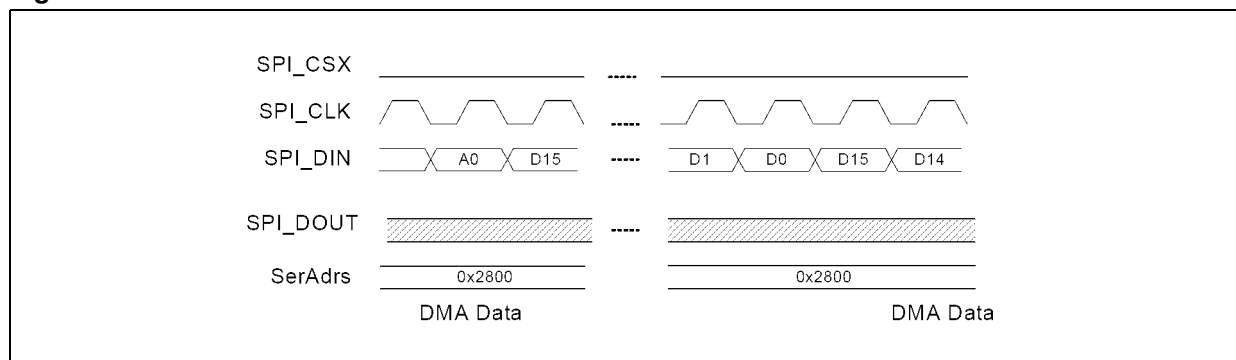 SPI_CSX
SPI_CLK
SPI_DIN A0 D15 D1 D0 D15 D14
SPI_DOUT
SerAdrs 0x2800 0x2800
DMA Data DMA Data